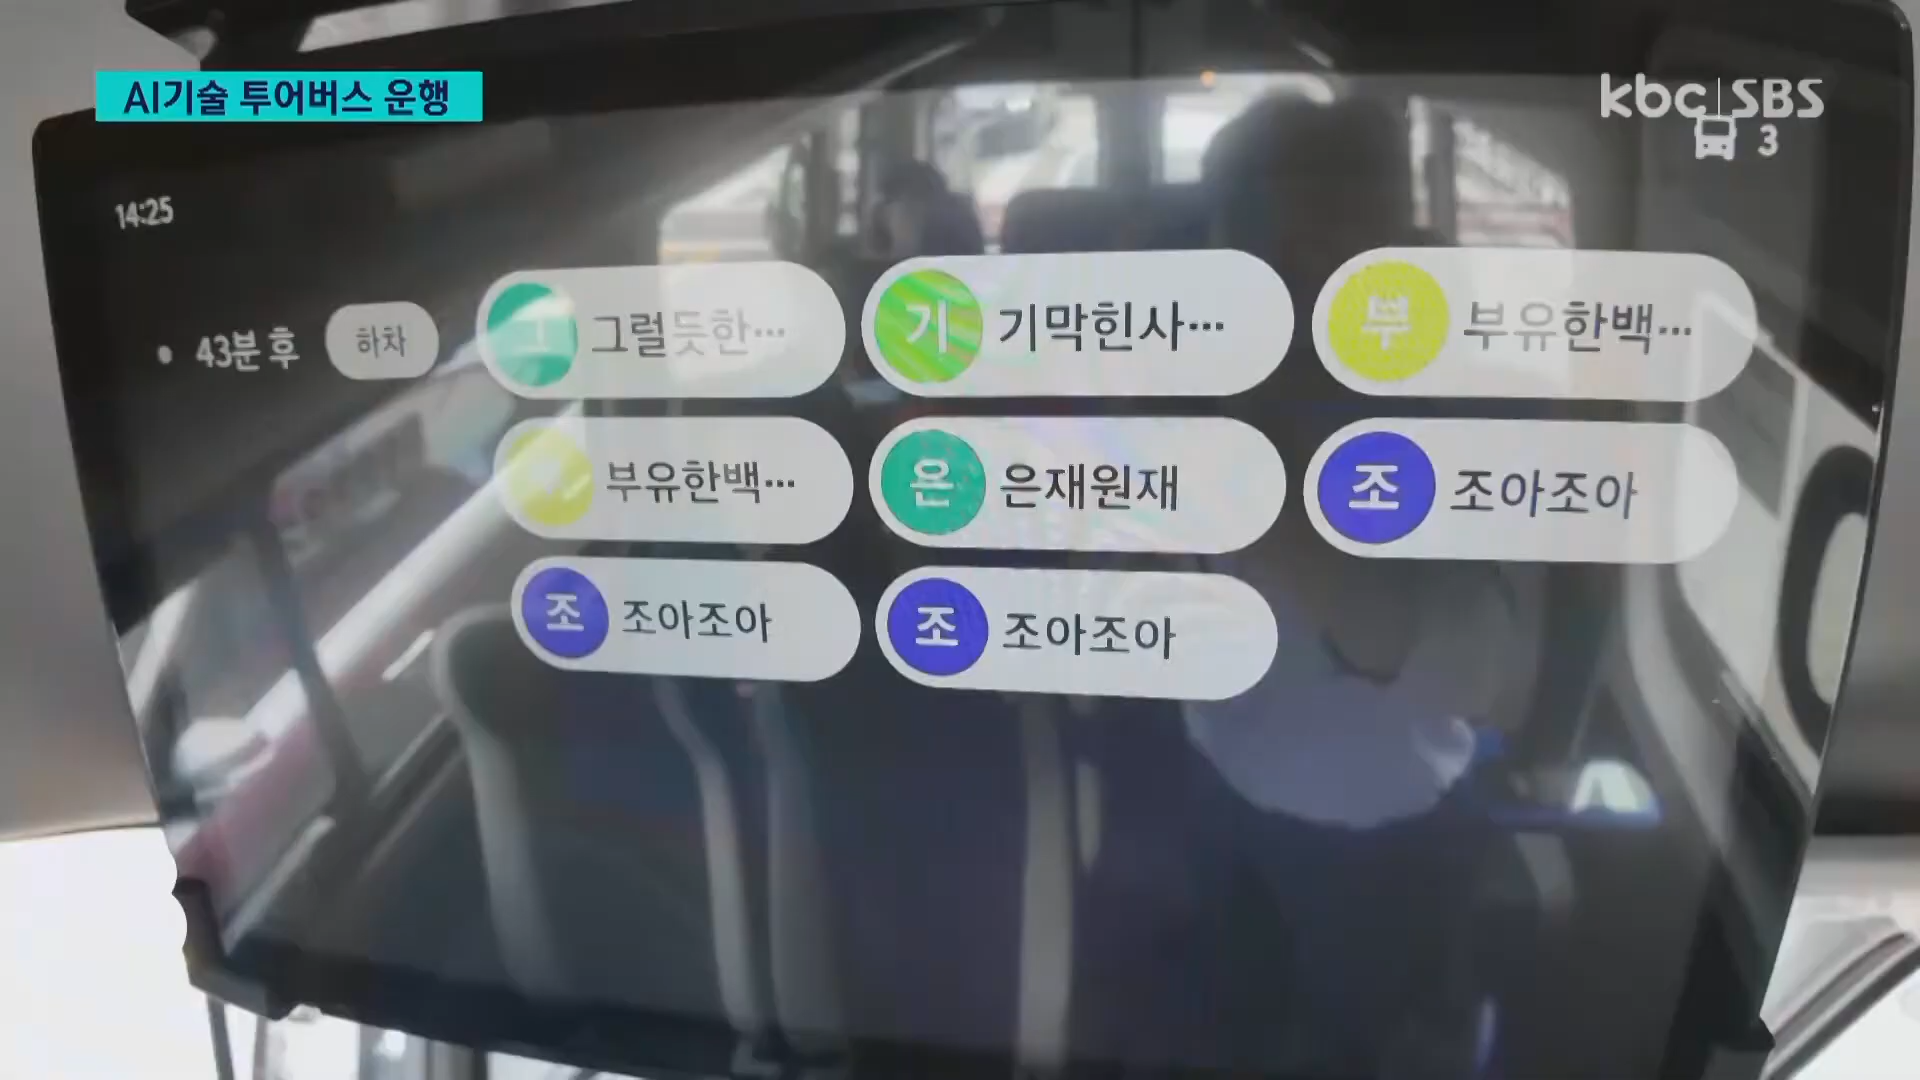 AI기술 투어버스 운행
kbc SBS
3
14:25
43분 후 하차
그럴듯한…
기 기막힌사…
부 부유한백…
부유한백…
은 은재원재
조 조아조아
조 조아조아
조 조아조아